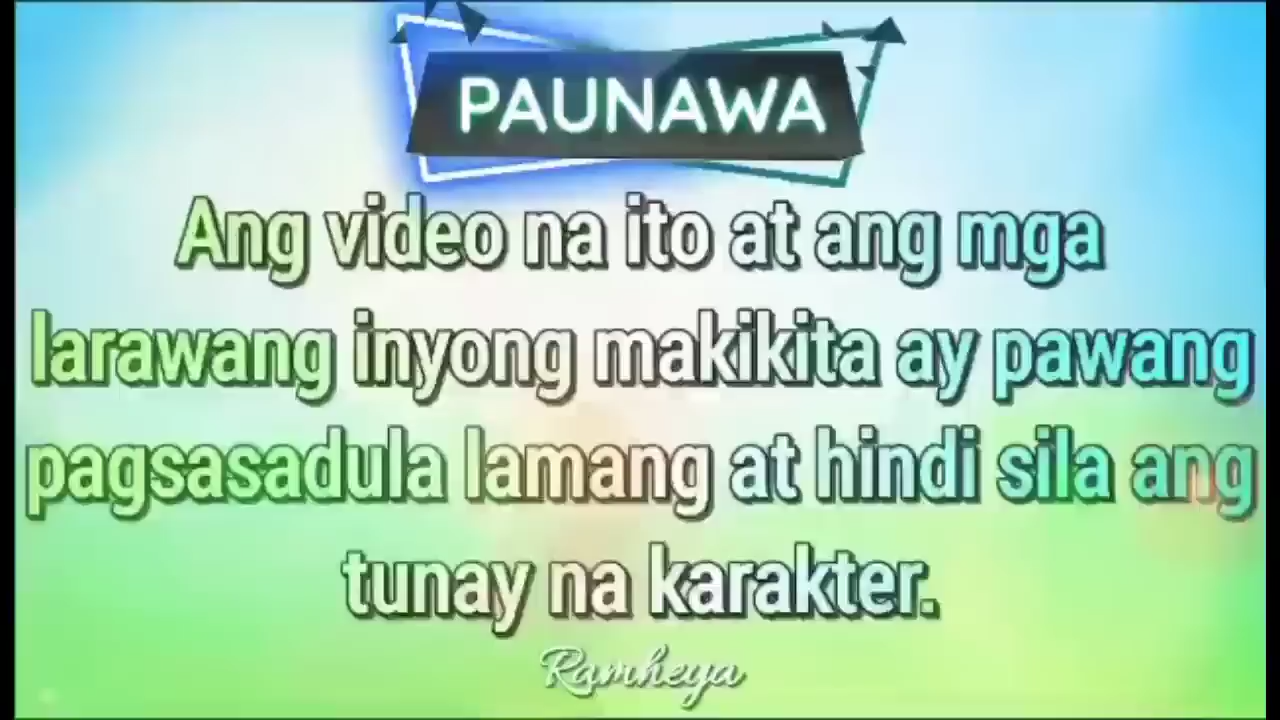 PAUNAWA
Ang video na ito at ang mga
larawang inyong makikita ay pawang
pagsasadula lamang at hindi sila ang
tunay na karakter.
Ramheya